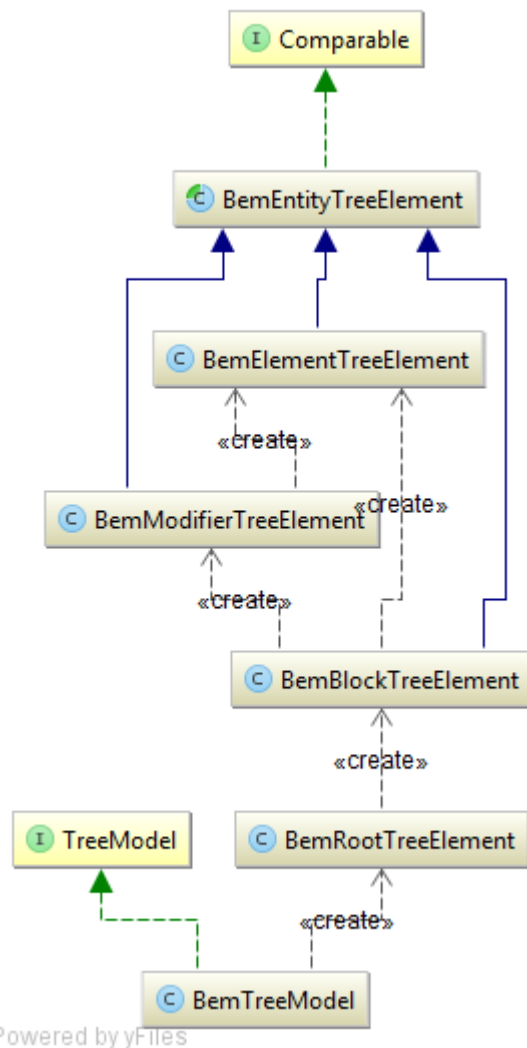 I Comparable
C BemEntityTreeElement
C BemElementTreeElement
«create»
«create»
C BemModifierTreeElement
«create»
C BemBlockTreeElement
«create»
I TreeModel
C BemRootTreeElement
«create»
C BemTreeModel
Powered by yFiles